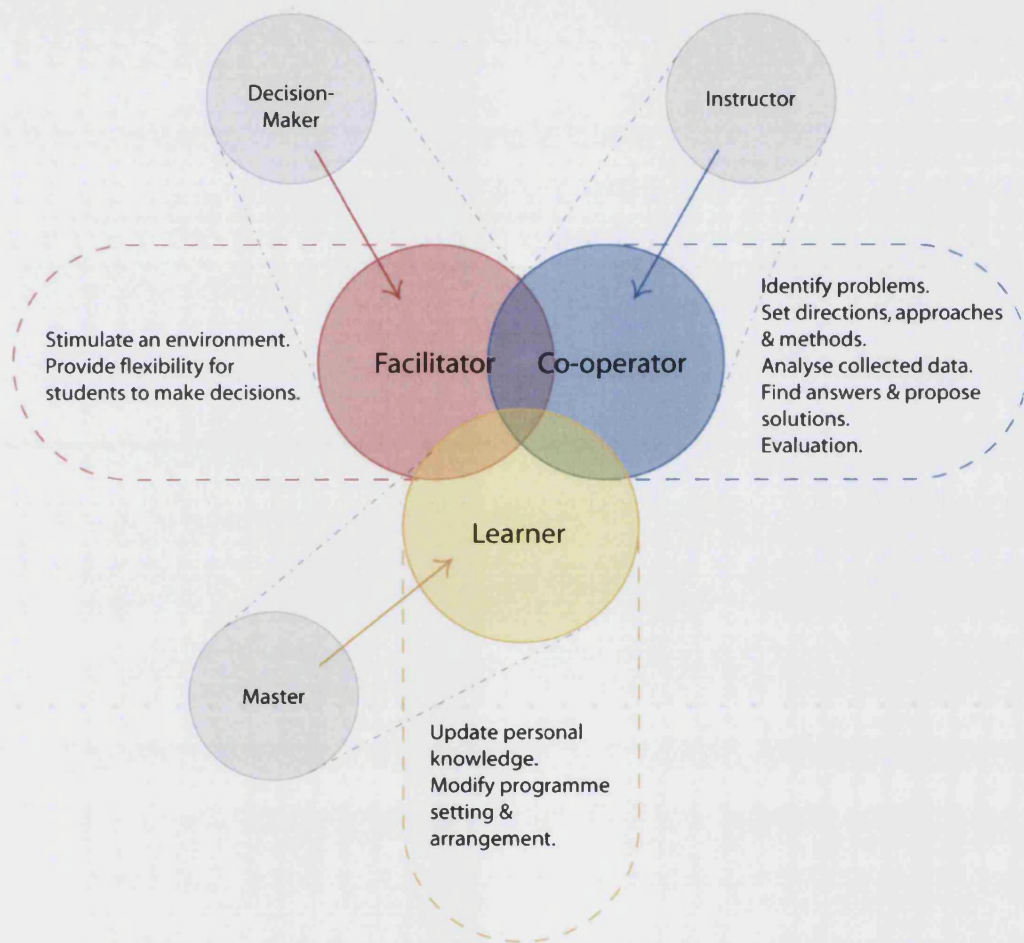 Decision-
Maker
Instructor
Stimulate an environment.
Provide flexibility for
students to make decisions.
Facilitator
Co-operator
Identify problems.
Set directions, approaches
& methods.
Analyse collected data.
Find answers & propose
solutions.
Evaluation.
Learner
Master
Update personal
knowledge.
Modify programme
setting &
arrangement.